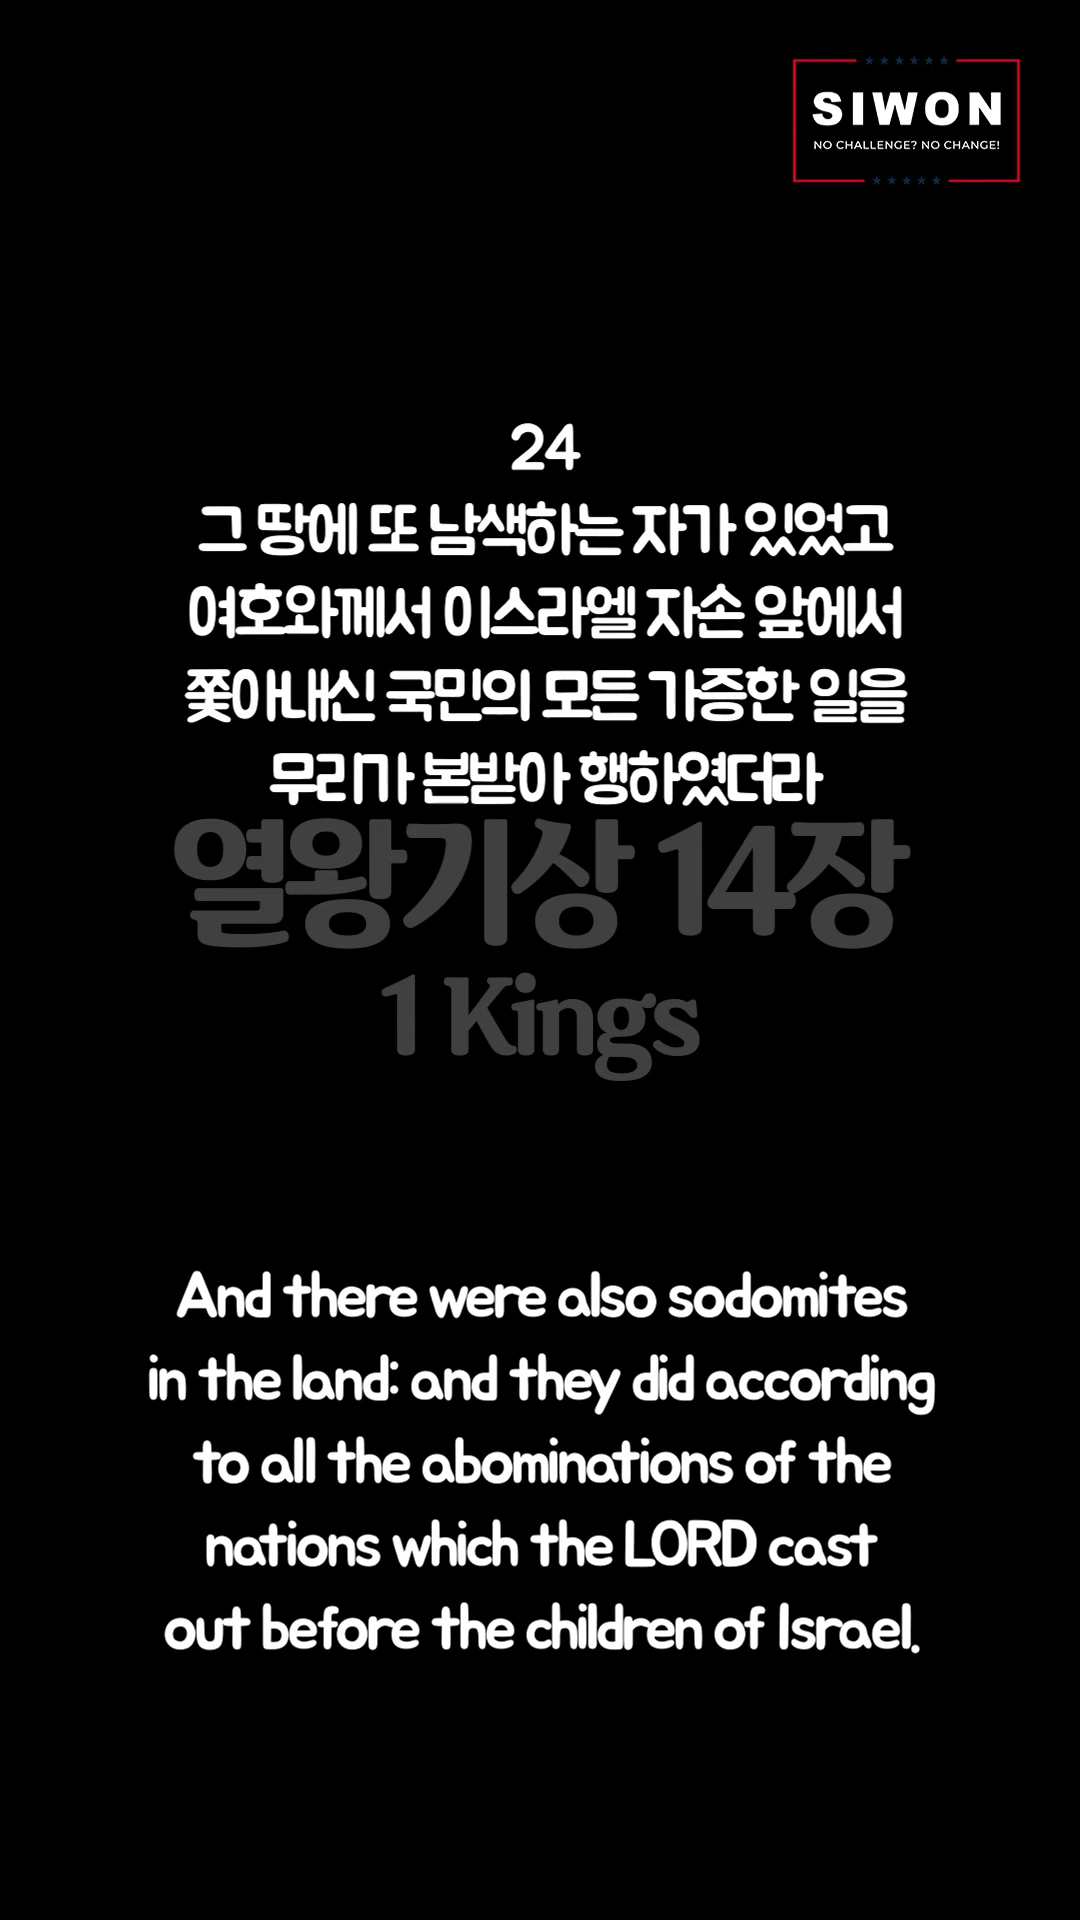 SIWON
NO CHALLENGE? NO CHANGE!
24
그 땅에 또 남색하는 자가 있었고
여호와께서 이스라엘 자손 앞에서
쫓아내신 국민의 모든 가증한 일을
무리가 본받아 행하였더라
열왕기상 14장
1 Kings
And there were also sodomites
in the land: and they did according
to all the abominations of the
nations which the LORD cast
out before the children of Israel.